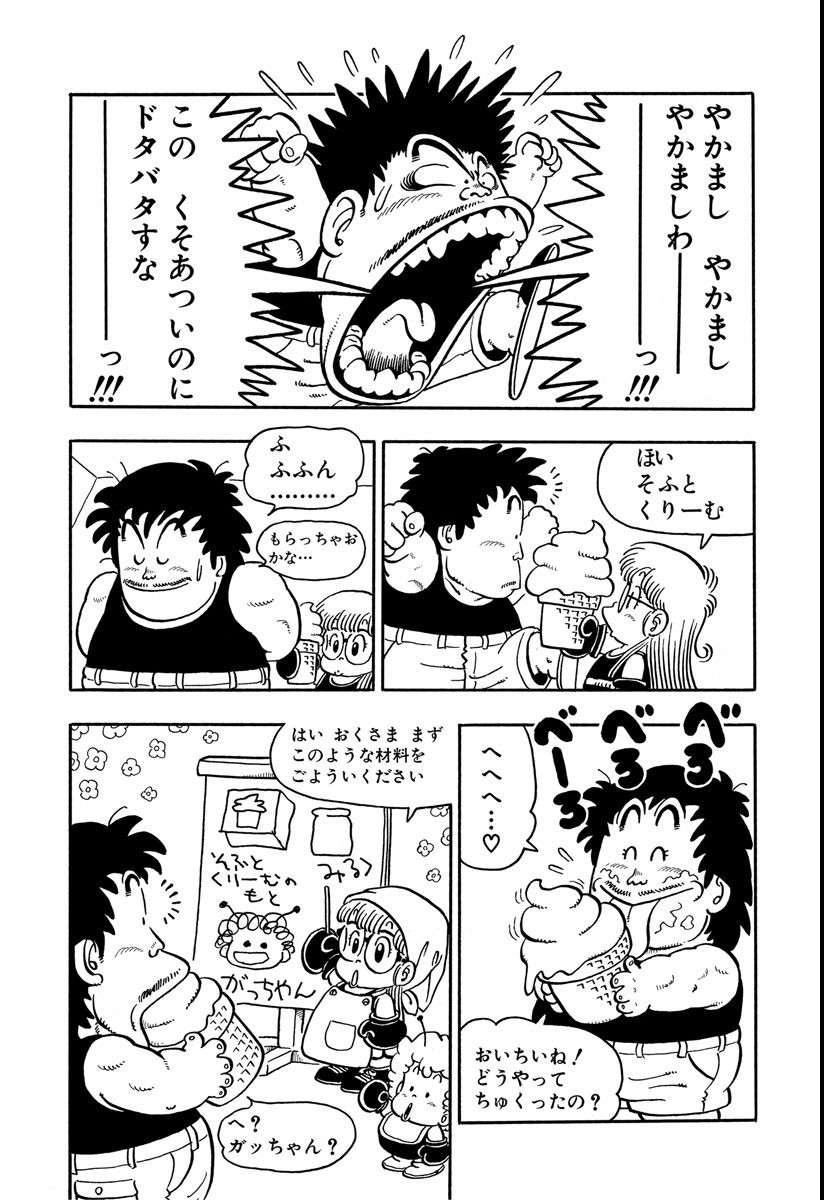 やかまし やかまし
やかましわ――――っ!!!
この くそあついのに
ドタバタすな――――っ!!!
ほい
そふと
くりーむ
ふ
ふふん
………
もらっちゃお
かな…
べろ
べろ
べーろ
へへへ…♡
おいちいね!
どうやって
ちゅくったの?
はい おくさま まず
このような材料を
ごようい​ください
みるく
そふと
くりーむの
もと
がっちゃん
へ?
ガッちゃん?